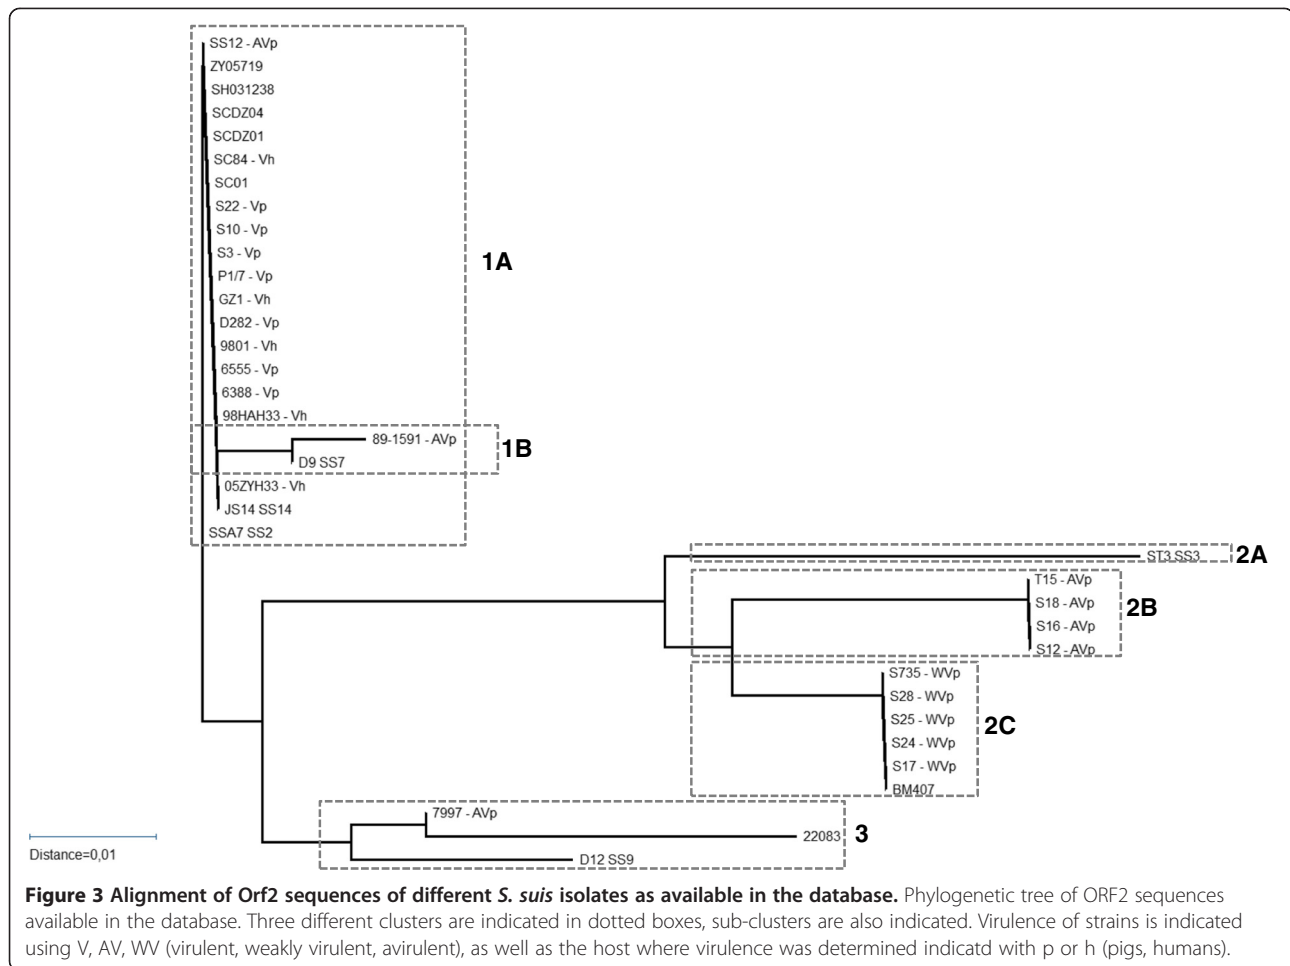 SS12 - AVp
ZY05719
SH031238
SCDZ04
SCDZ01
SC84 - Vh
SC01
S22 - Vp
S10 - Vp
S3 - Vp
1A
P1/7 - Vp
GZ1 - Vh
D282 - Vp
9801 - Vh
6555 - Vp
6388 - Vp
98HAH33 - Vh
89-1591 - AVp
1B
D9 SS7
05ZYH33 - Vh
JS14 SS14
SSA7 SS2
ST3 SS3
2A
T15 - AVp
S18 - AVp
2B
S16 - AVp
S12 - AVp
S735 - WVp
S28 - WVp
S25 - WVp
2C
S24 - WVp
S17 - WVp
BM407
7997 - AVp
22083
3
D12 SS9
Distance=0,01
Figure 3 Alignment of Orf2 sequences of different S. suis isolates as available in the database. Phylogenetic tree of ORF2 sequences
available in the database. Three different clusters are indicated in dotted boxes, sub-clusters are also indicated. Virulence of strains is indicated
using V, AV, WV (virulent, weakly virulent, avirulent), as well as the host where virulence was determined indicatd with p or h (pigs, humans).